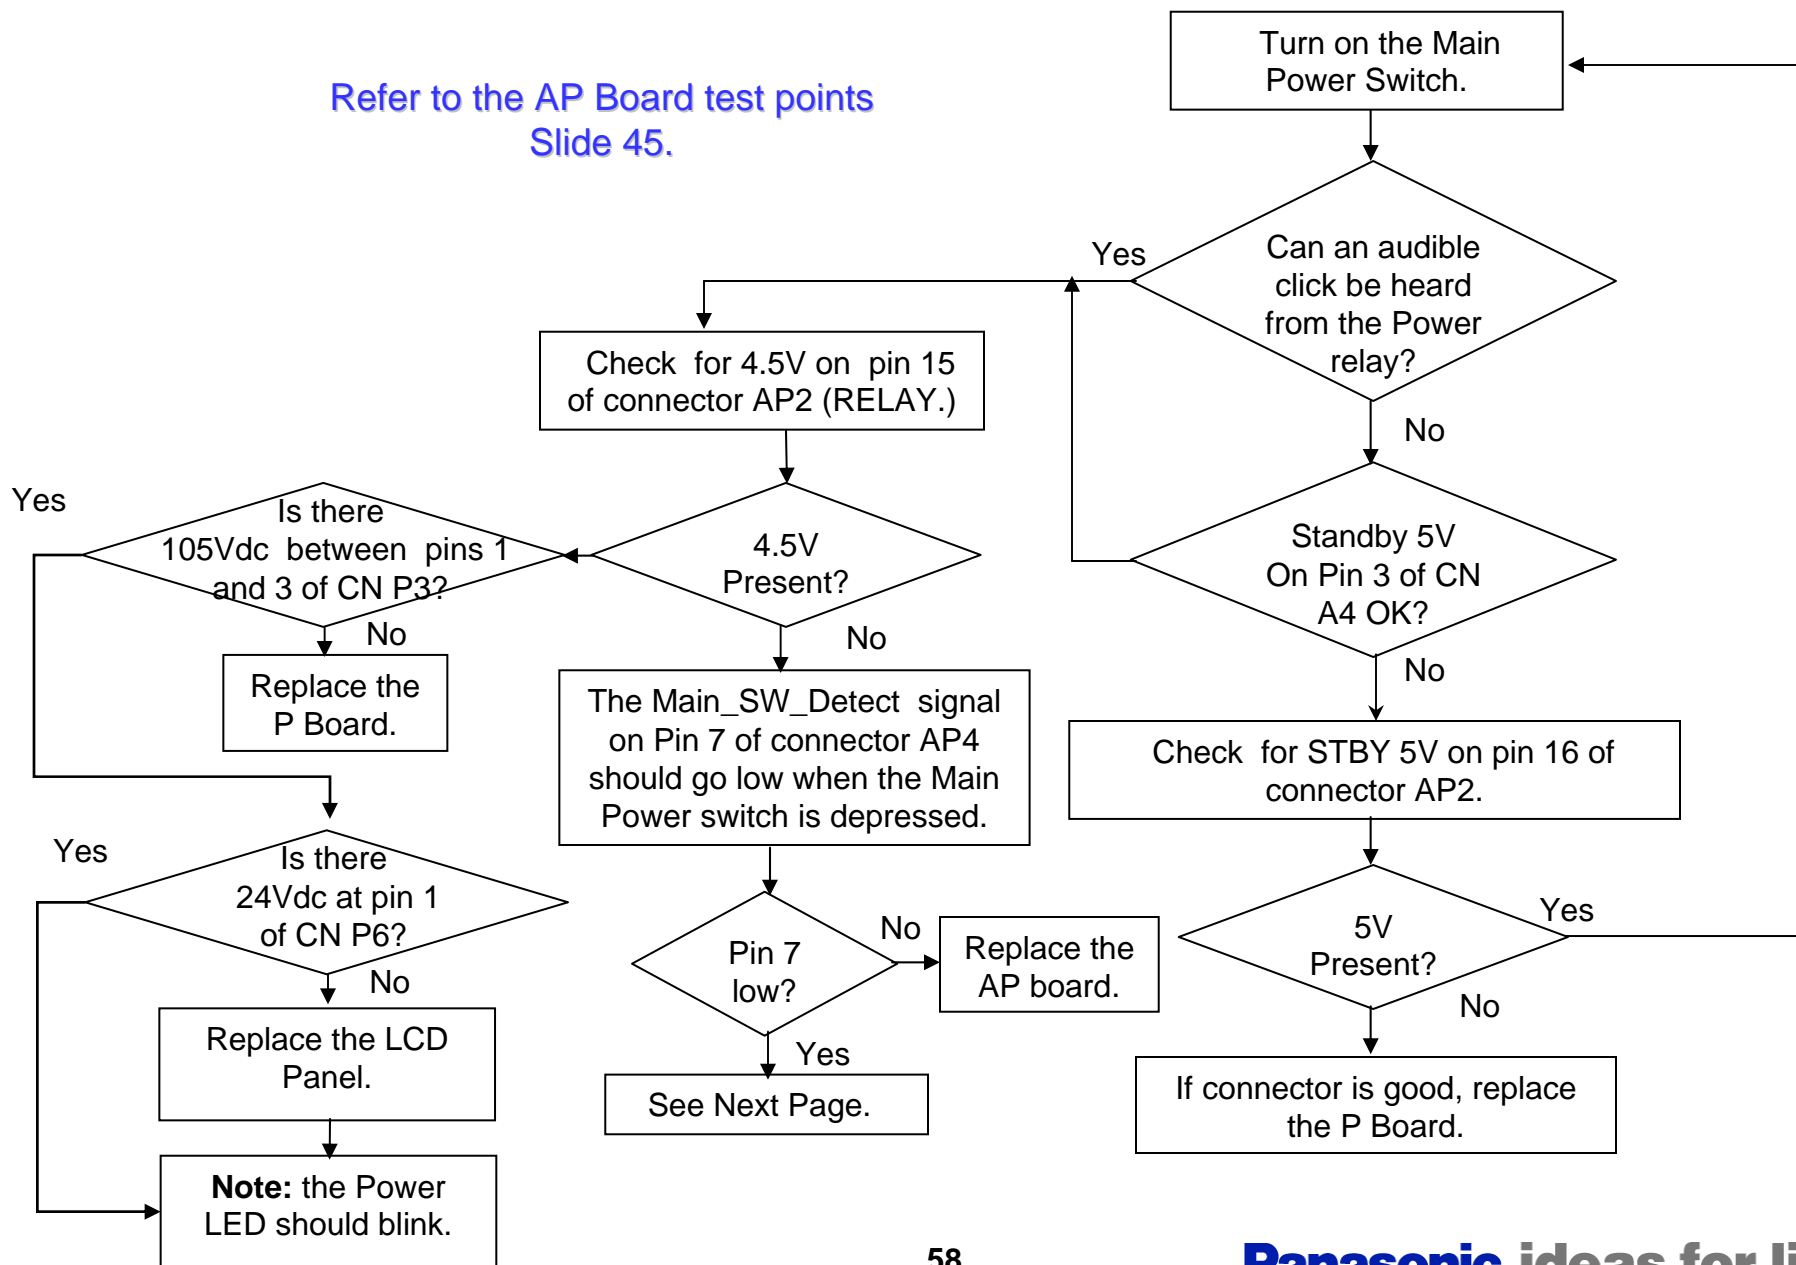 Refer to the AP Board test points
Slide 45.
Turn on the Main
Power Switch.
Can an audible
click be heard
from the Power
relay?
Yes
No
Check for 4.5V on pin 15
of connector AP2 (RELAY.)
Standby 5V
On Pin 3 of CN
A4 OK?
No
4.5V
Present?
No
Is there
105Vdc between pins 1
and 3 of CN P3?
Yes
No
Replace the
P Board.
The Main_SW_Detect signal
on Pin 7 of connector AP4
should go low when the Main
Power switch is depressed.
Check for STBY 5V on pin 16 of
connector AP2.
Is there
24Vdc at pin 1
of CN P6?
Yes
No
Pin 7
low?
No
Replace the
AP board.
Yes
See Next Page.
5V
Present?
Yes
No
If connector is good, replace
the P Board.
Replace the LCD
Panel.
Note: the Power
LED should blink.
58
Panasonic ideas for li